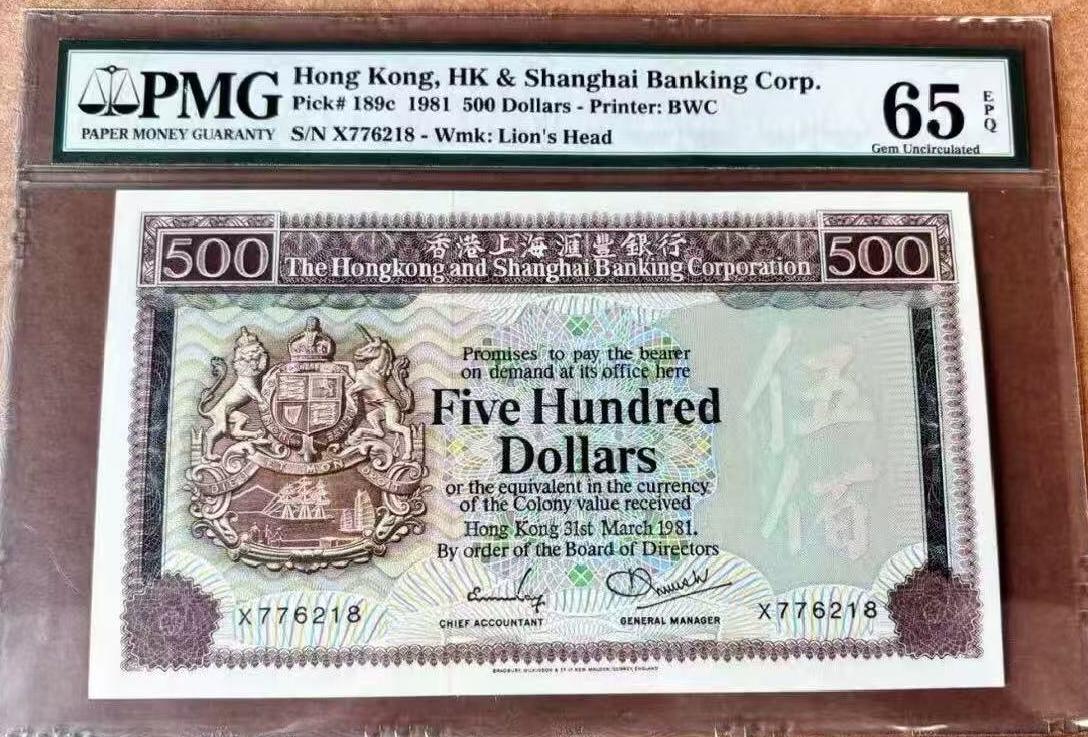 PMG
PAPER MONEY GUARANTY
Hong Kong, HK & Shanghai Banking Corp.
Pick# 189c 1981 500 Dollars - Printer: BWC
S/N X776218 - Wmk: Lion's Head
65
EPQ
Gem Uncirculated
500
香港上海滙豐銀行
500
The Hongkong and Shanghai Banking Corporation
Promises to pay the bearer
on demand at its office here
Five Hundred
Dollars
or the equivalent in the currency
of the Colony value received
Hong Kong 31st March 1981.
By order of the Board of Directors
伍佰
X776218
CHIEF ACCOUNTANT
GENERAL MANAGER
X776218